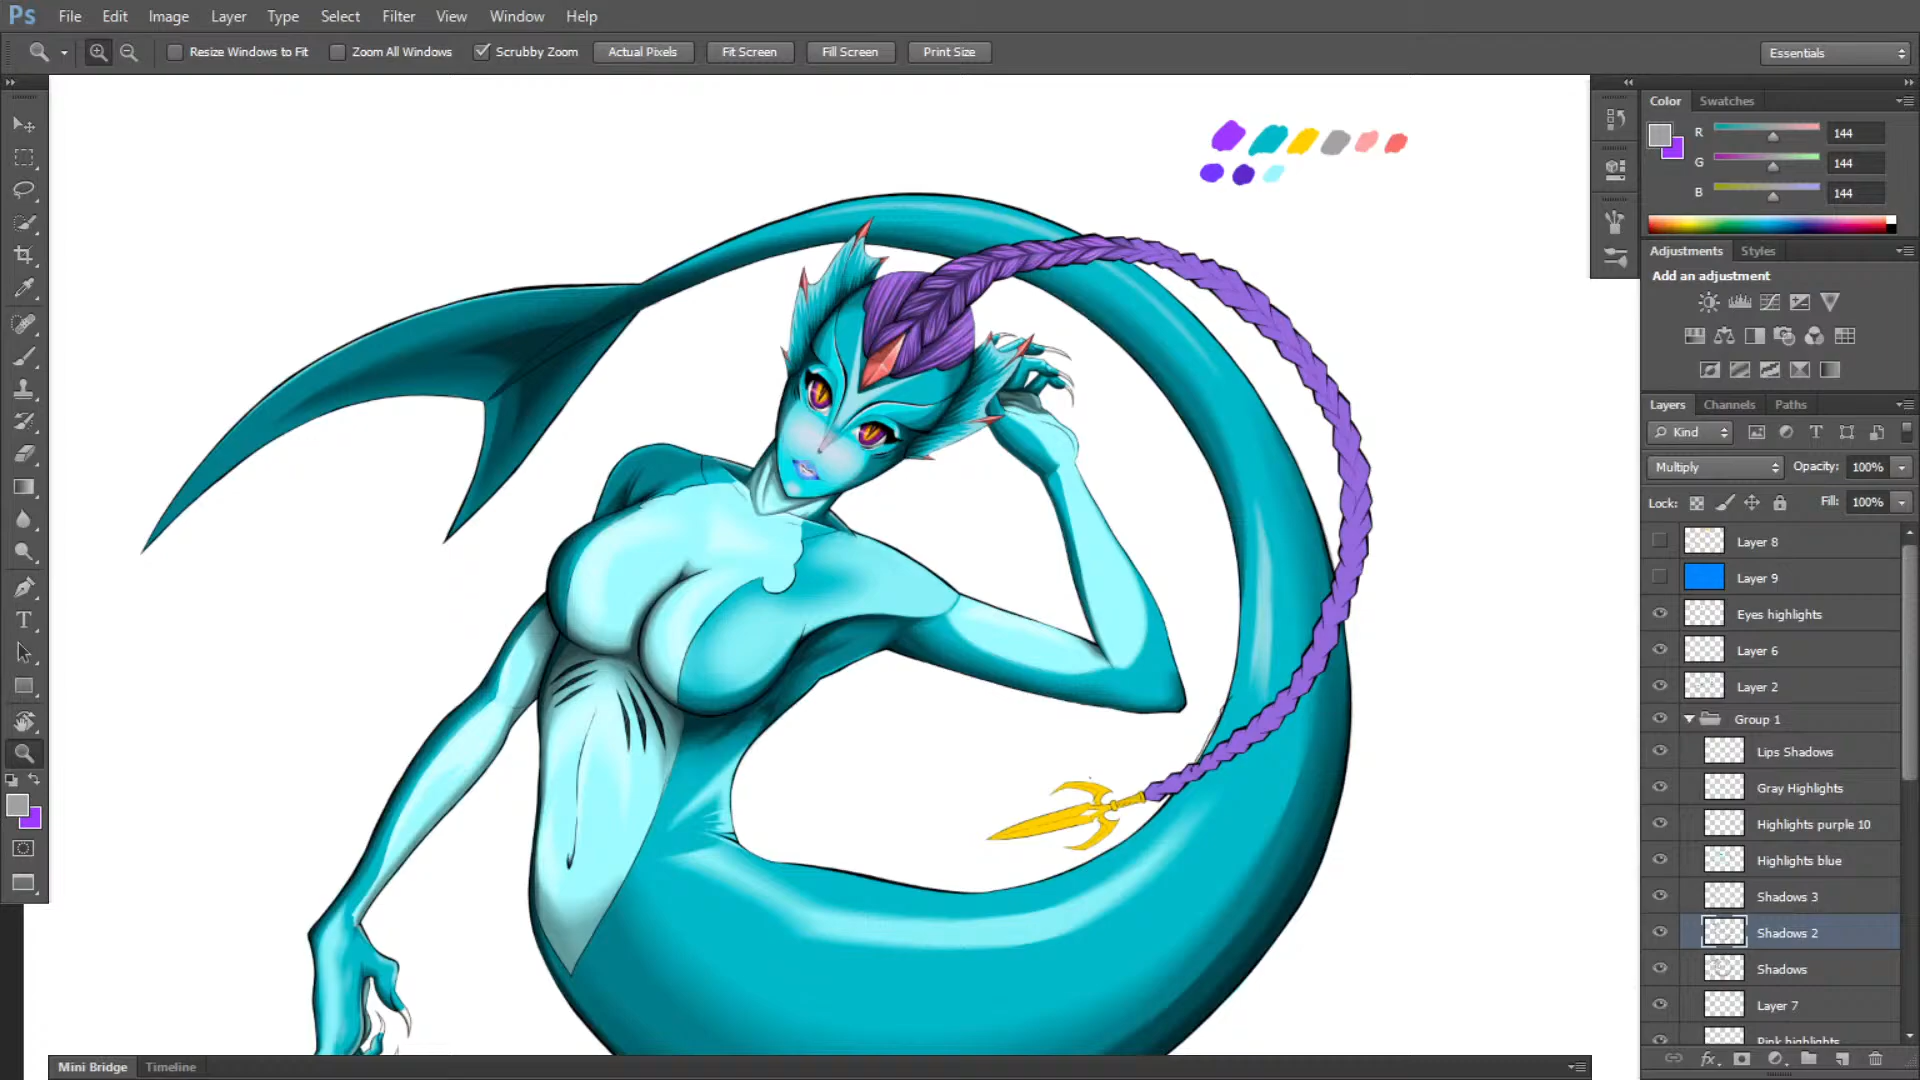 Ps File Edit Image Layer Type Select Filter View Window Help
Resize Windows to Fit Zoom All Windows Scrubby Zoom Actual Pixels Fit Screen Fill Screen Print Size Essentials
Color Swatches
R 144
G 144
B 144
Adjustments Styles
Add an adjustment
Layers Channels Paths
Kind
Multiply Opacity: 100%
Lock: Fill: 100%
Layer 8
Layer 9
Eyes highlights
Layer 6
Layer 2
Group 1
Lips Shadows
Gray Highlights
Highlights purple 10
Highlights blue
Shadows 3
Shadows 2
Shadows
Layer 7
Pink highlights
Mini Bridge Timeline